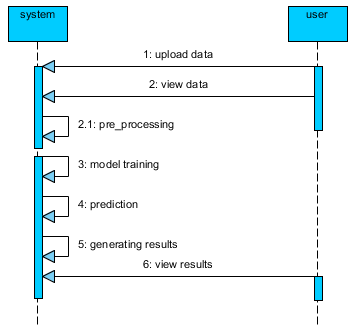 system
user
1: upload data
2: view data
2.1: pre_processing
3: model training
4: prediction
5: generating results
6: view results